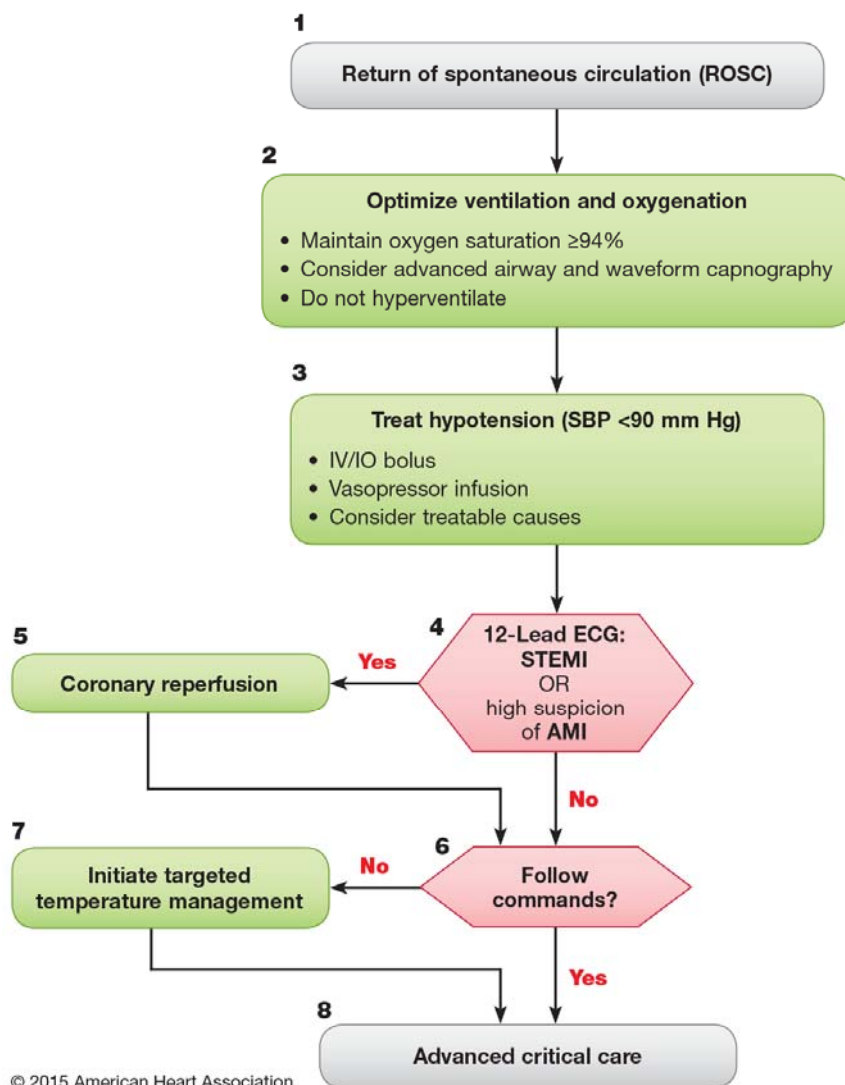 1
Return of spontaneous circulation (ROSC)
2
Optimize ventilation and oxygenation
• Maintain oxygen saturation ≥94%
• Consider advanced airway and waveform capnography
• Do not hyperventilate
3
Treat hypotension (SBP <90 mm Hg)
• IV/IO bolus
• Vasopressor infusion
• Consider treatable causes
4
12-Lead ECG:
STEMI
OR
high suspicion
of AMI
Yes
5
Coronary reperfusion
No
6
Follow
commands?
No
7
Initiate targeted
temperature management
Yes
8
Advanced critical care
© 2015 American Heart Association